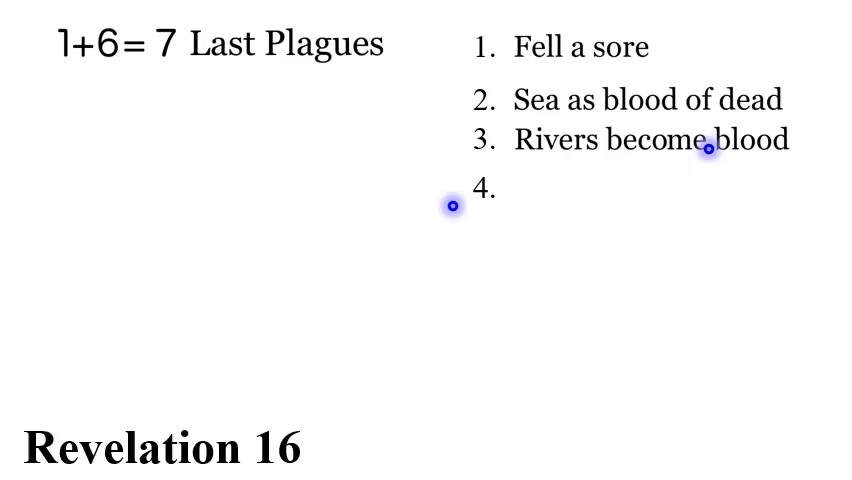 1+6= 7 Last Plagues
1. Fell a sore
2. Sea as blood of dead
3. Rivers become blood
4.
Revelation 16